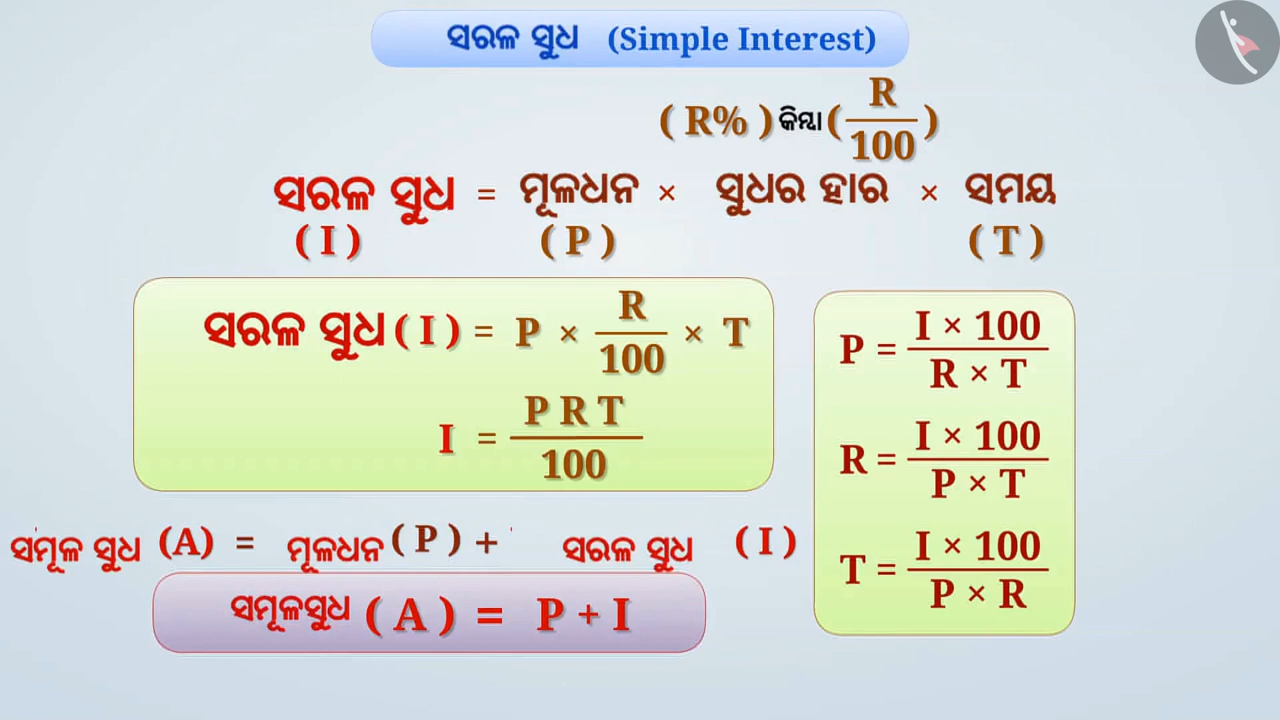 ସରଳ ସୁଧ (Simple Interest)
( R% ) କିମ୍ବା ( R/100 )
ସରଳ ସୁଧ = ମୂଳଧନ × ସୁଧର ହାର × ସମୟ
( I ) ( P ) ( T )
ସରଳ ସୁଧ ( I ) = P × R/100 × T
I = P R T/100
P = I × 100/R × T
R = I × 100/P × T
T = I × 100/P × R
ସମୂଳ ସୁଧ (A) = ମୂଳଧନ ( P ) + ସରଳ ସୁଧ ( I )
ସମୂଳସୁଧ ( A ) = P + I